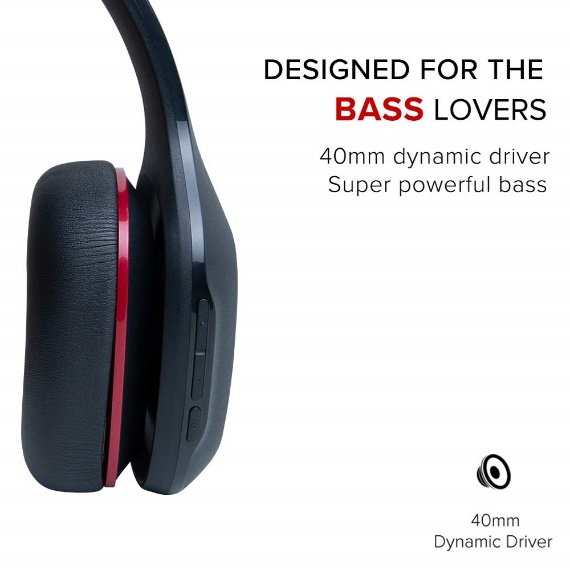 DESIGNED FOR THE
BASS LOVERS
40mm dynamic driver
Super powerful bass
40mm
Dynamic Driver